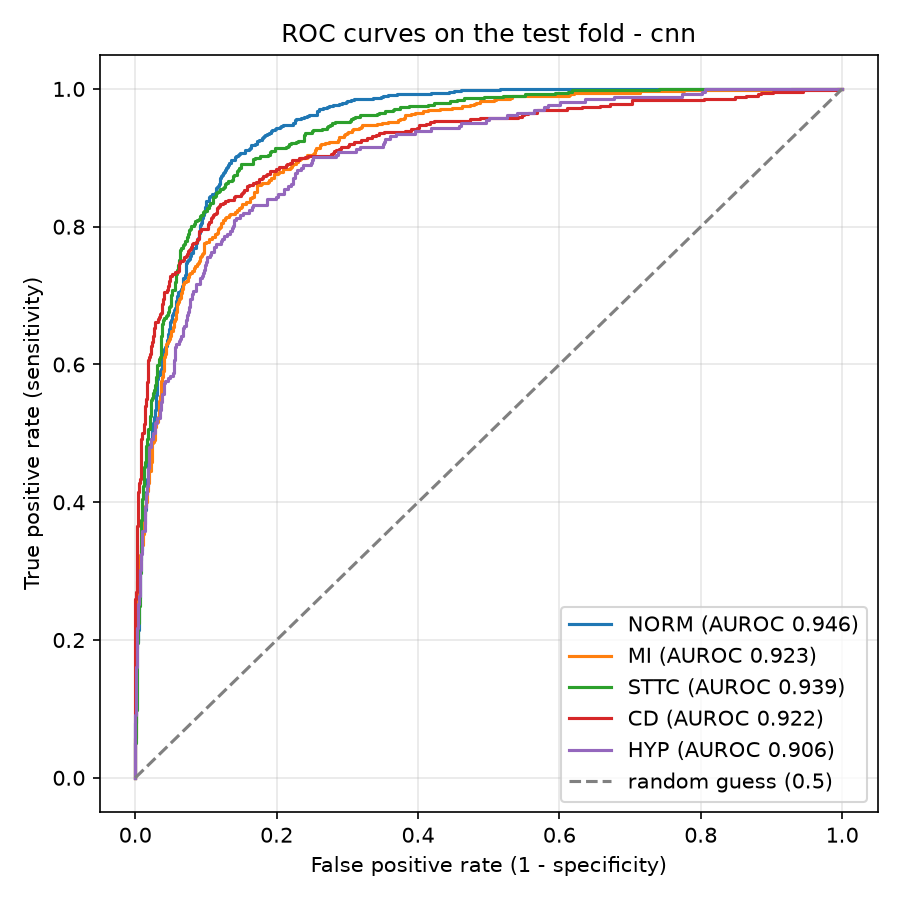 ROC curves on the test fold - cnn
True positive rate (sensitivity)
1.0
0.8
0.6
0.4
0.2
0.0
0.0 0.2 0.4 0.6 0.8 1.0
False positive rate (1 - specificity)
NORM (AUROC 0.946)
MI (AUROC 0.923)
STTC (AUROC 0.939)
CD (AUROC 0.922)
HYP (AUROC 0.906)
random guess (0.5)